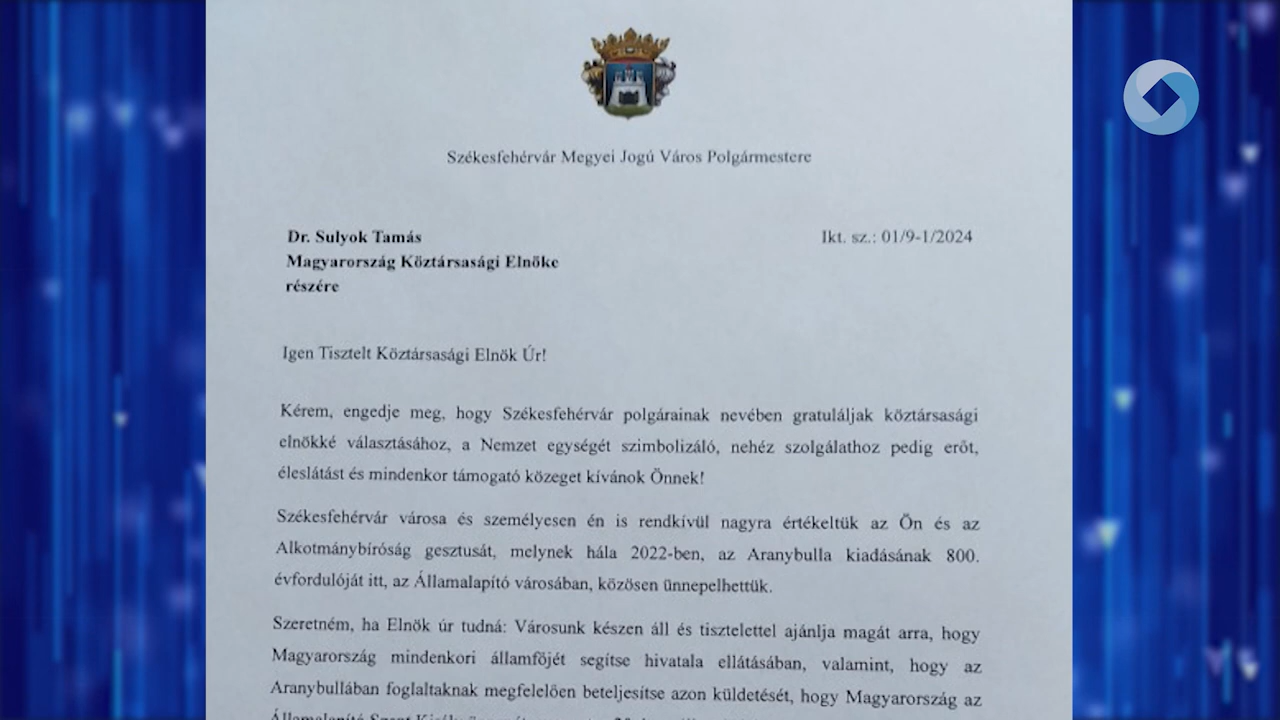 Székesfehérvár Megyei Jogú Város Polgármestere
Dr. Sulyok Tamás
Ikt. sz.: 01/9-1/2024
Magyarország Köztársasági Elnöke
részére
Igen Tisztelt Köztársasági Elnök Úr!
Kérem, engedje meg, hogy Székesfehérvár polgárainak nevében gratuláljak köztársasági
elnökké választásához, a Nemzet egységét szimbolizáló, nehéz szolgálathoz pedig erőt,
éleslátást és mindenkor támogató közeget kívánok Önnek!
Székesfehérvár városa és személyesen én is rendkívül nagyra értékeltük az Ön és az
Alkotmánybíróság gesztusát, melynek hála 2022-ben, az Aranybulla kiadásának 800.
évfordulóját itt, az Államalapító városában, közösen ünnepelhettük.
Szeretném, ha Elnök úr tudná: Városunk készen áll és tisztelettel ajánlja magát arra, hogy
Magyarország mindenkori államfőjét segítse hivatala ellátásában, valamint, hogy az
Aranybullában foglaltaknak megfelelően beteljesítse azon küldetését, hogy Magyarország az
Államalapító Szent